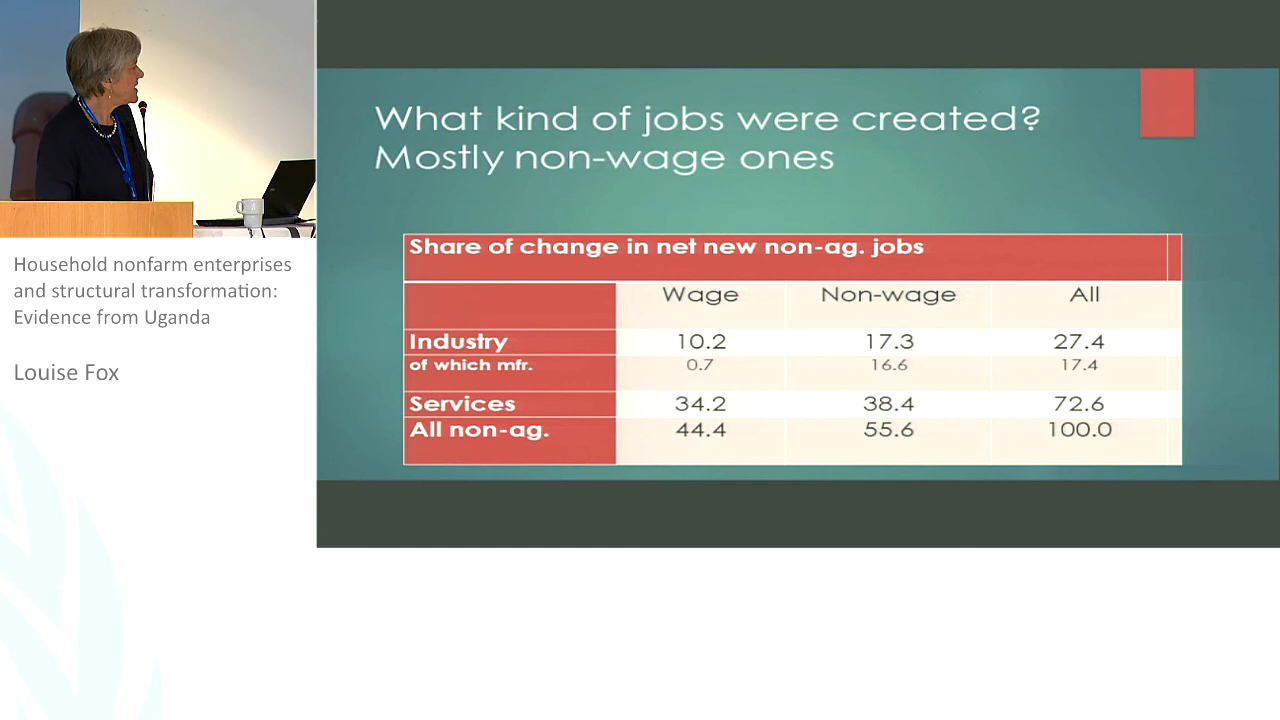 Household nonfarm enterprises
and structural transformation:
Evidence from Uganda
Louise Fox
What kind of jobs were created?
Mostly non-wage ones
Share of change in net new non-ag. jobs
Wage Non-wage All
Industry 10.2 17.3 27.4
of which mfr. 0.7 16.6 17.4
Services 34.2 38.4 72.6
All non-ag. 44.4 55.6 100.0